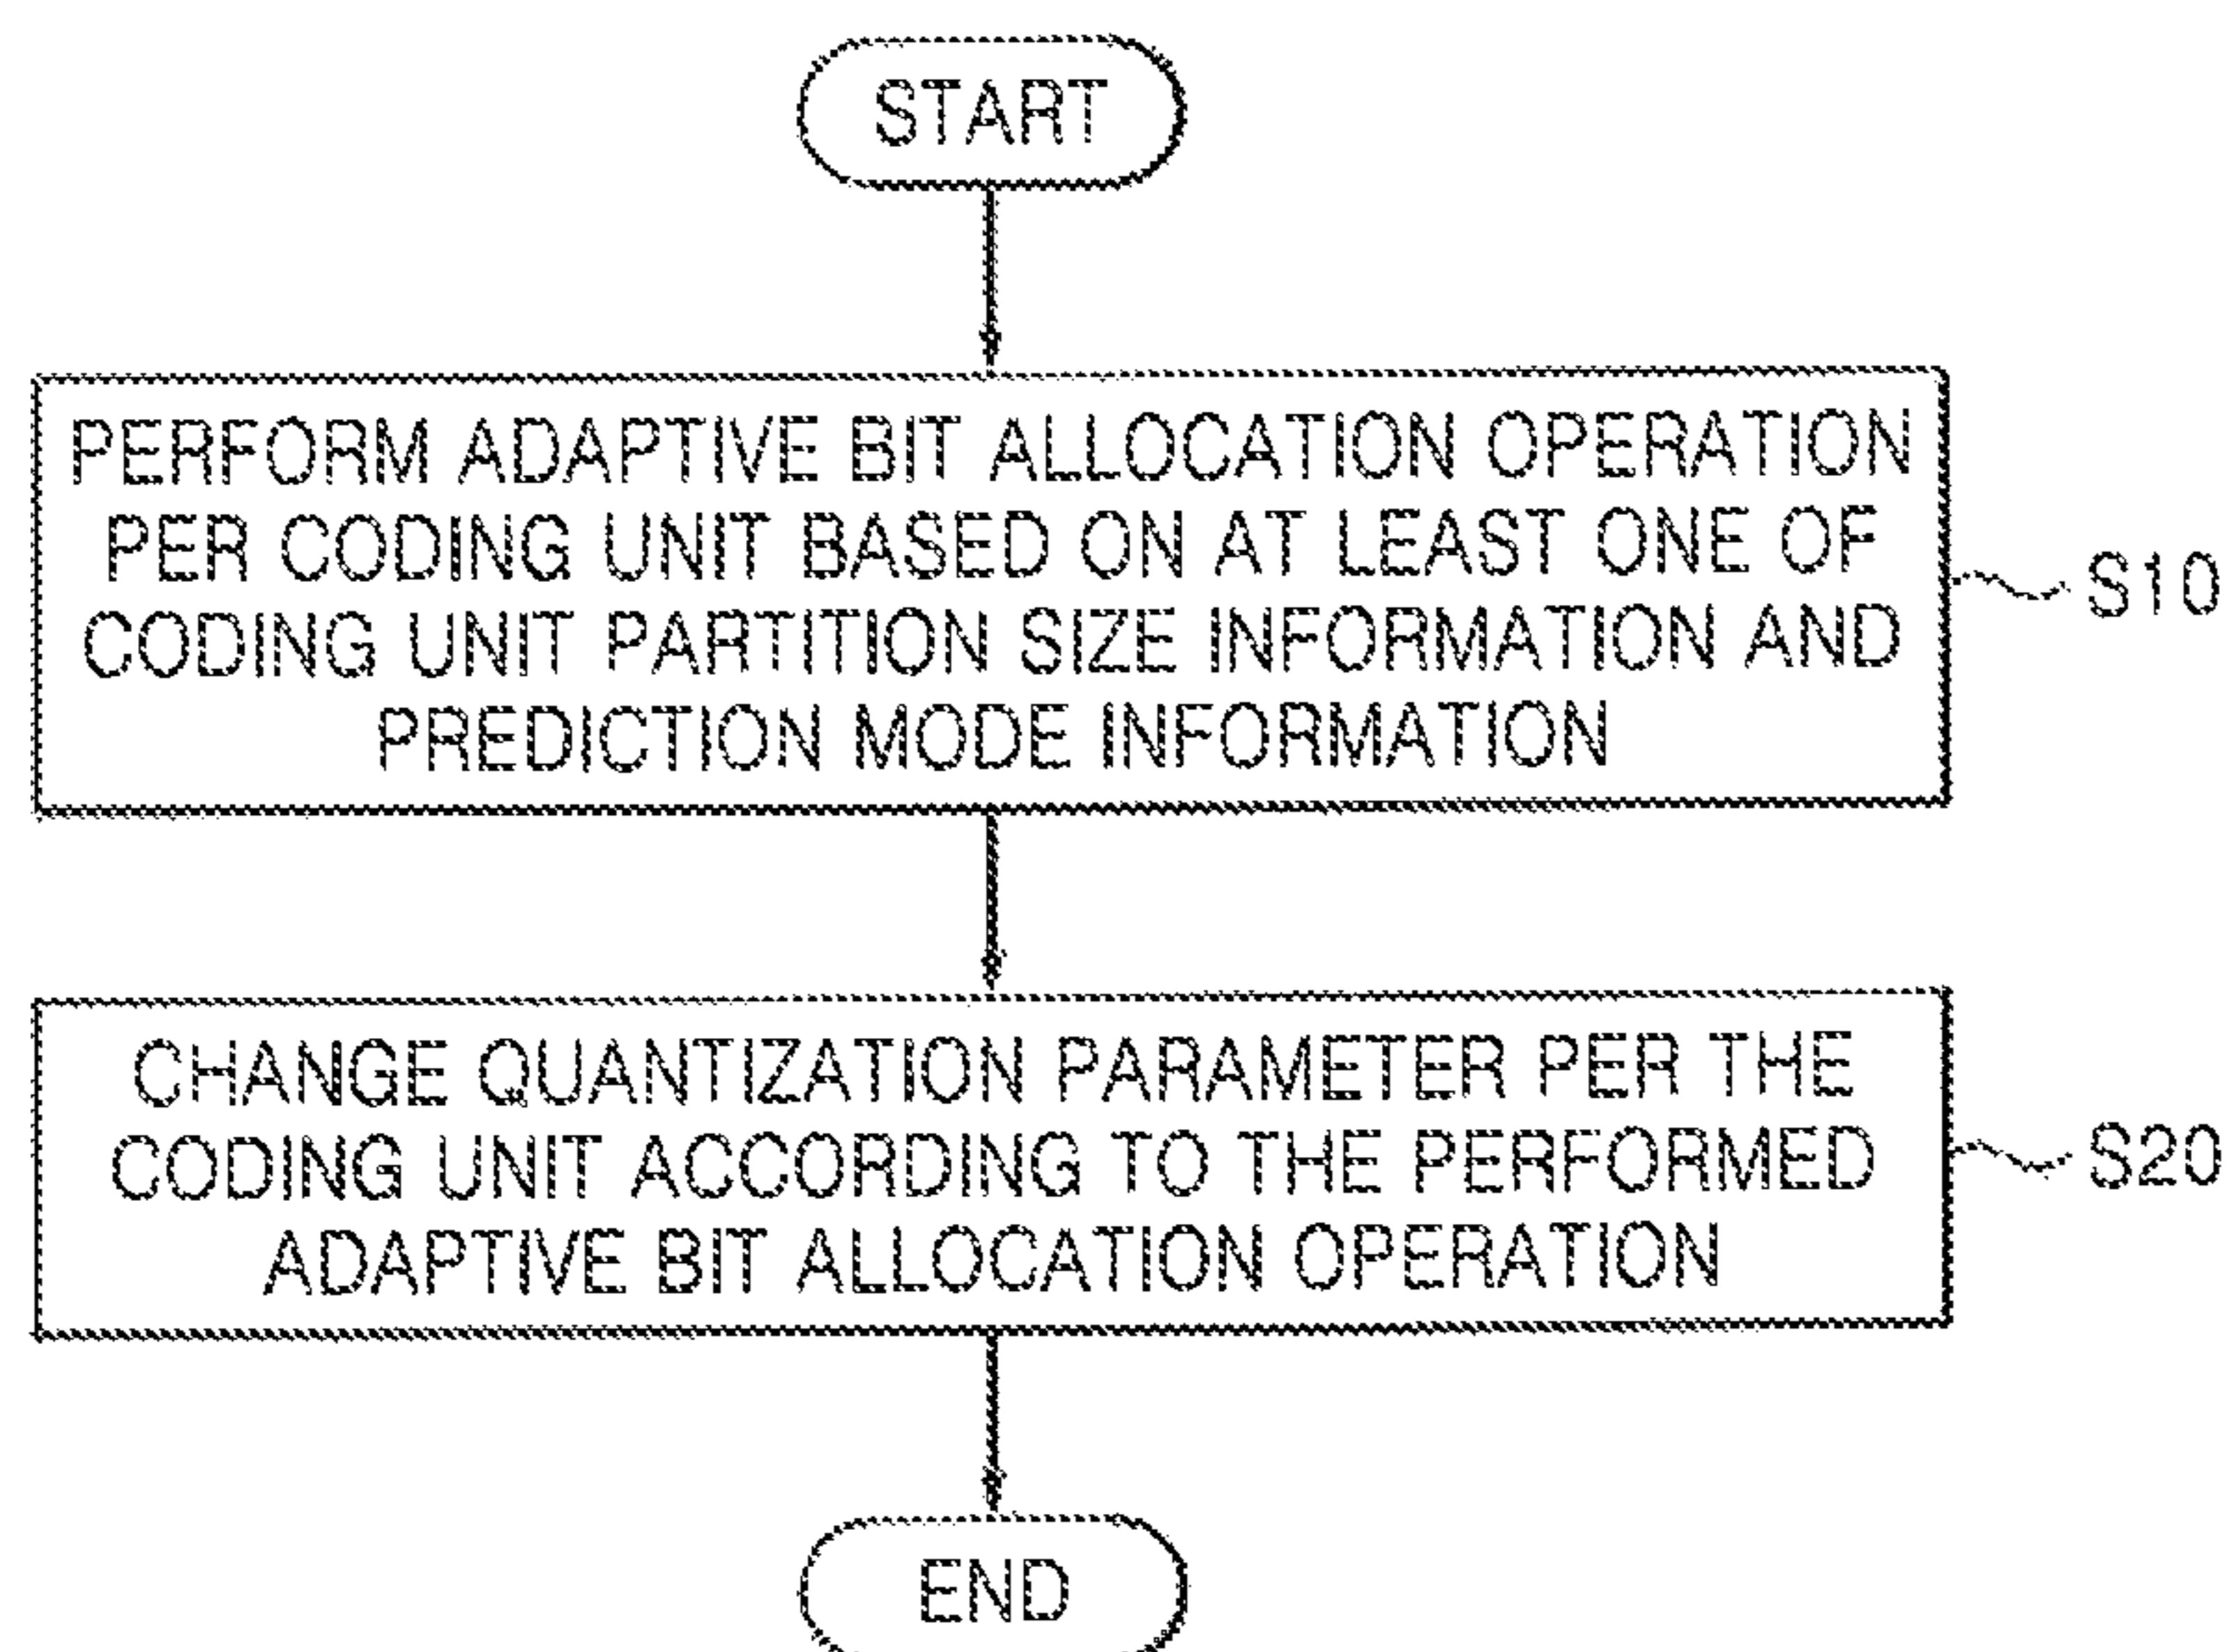 START
PERFORM ADAPTIVE BIT ALLOCATION OPERATION
PER CODING UNIT BASED ON AT LEAST ONE OF
CODING UNIT PARTITION SIZE INFORMATION AND
PREDICTION MODE INFORMATION
S10
CHANGE QUANTIZATION PARAMETER PER THE
CODING UNIT ACCORDING TO THE PERFORMED
ADAPTIVE BIT ALLOCATION OPERATION
S20
END